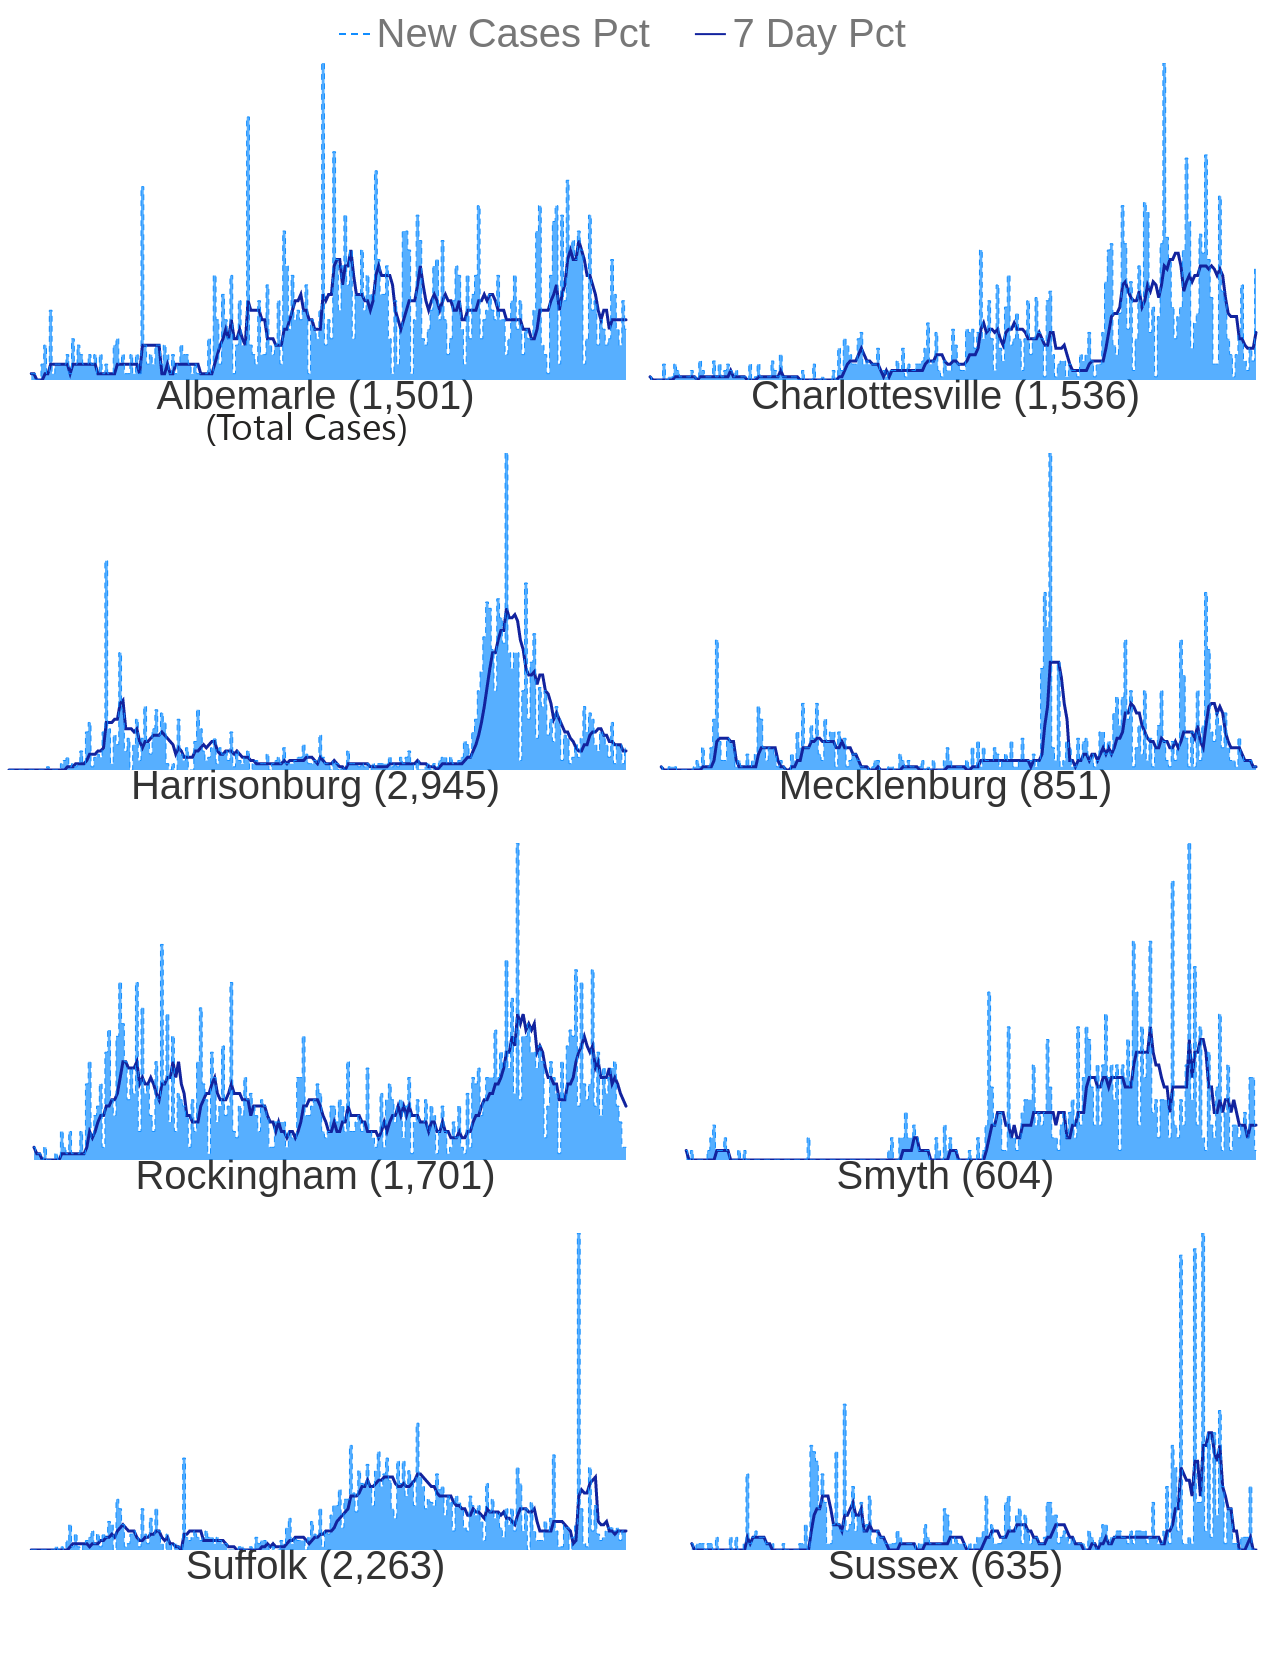 New Cases Pct 7 Day Pct
Albemarle (1,501) Charlottesville (1,536)
(Total Cases)
Harrisonburg (2,945) Mecklenburg (851)
Rockingham (1,701) Smyth (604)
Suffolk (2,263) Sussex (635)